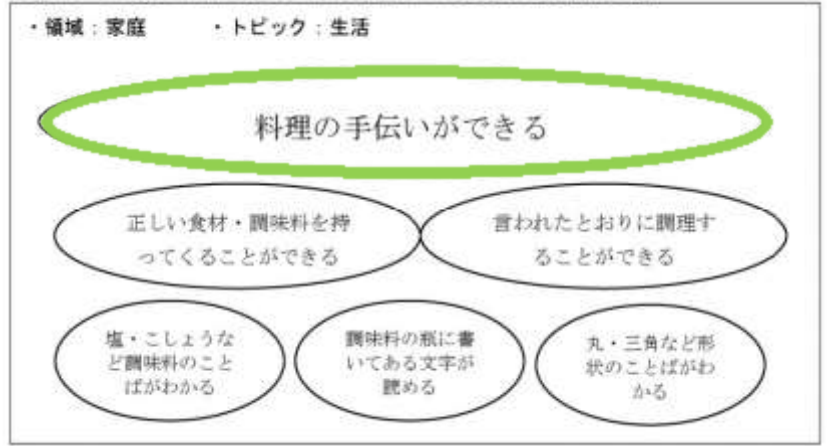 ・領域：家庭　・トピック：生活
料理の手伝いができる
正しい食材・調味料を持
ってくることができる
言われたとおりに調理す
ることができる
塩・こしょうな
ど調味料のこと
ばがわかる
調味料の瓶に書
いてある文字が
読める
丸・三角など形
状のことばがわ
かる